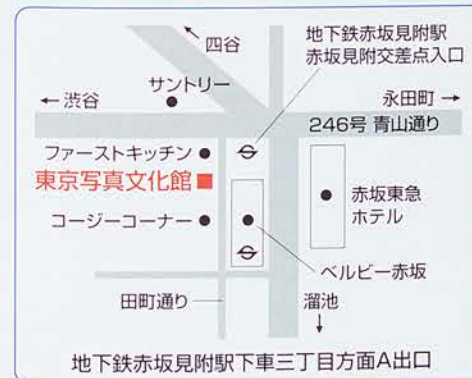 地下鉄赤坂見附駅
赤坂見附交差点入口
四谷
サントリー
←渋谷
永田町→
246号 青山通り
ファーストキッチン
東京写真文化館
コージーコーナー
赤坂東急
ホテル
ベルビー赤坂
田町通り
溜池
地下鉄赤坂見附駅下車三丁目方面A出口